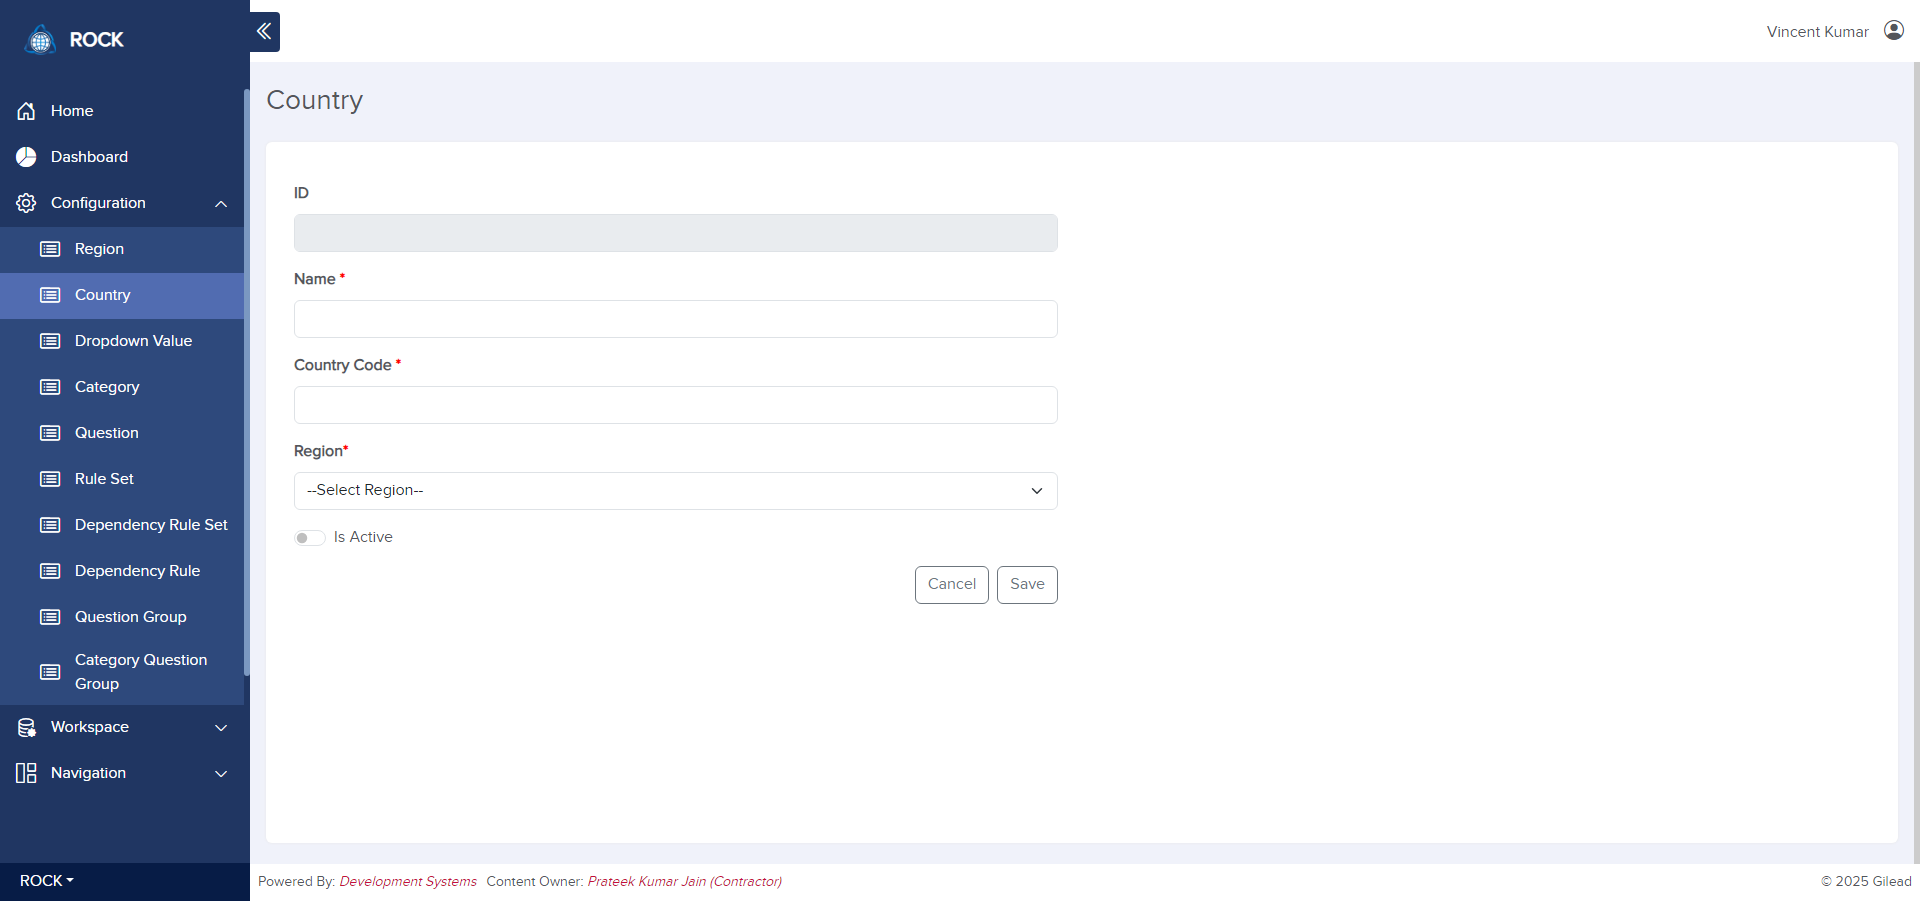 ROCK
Vincent Kumar
Home
Dashboard
Configuration
Region
Country
Dropdown Value
Category
Question
Rule Set
Dependency Rule Set
Dependency Rule
Question Group
Category Question
Group
Workspace
Navigation
ROCK
Country
ID
Name *
Country Code *
Region*
--Select Region--
Is Active
Cancel Save
Powered By: Development Systems Content Owner: Prateek Kumar Jain (Contractor)
© 2025 Gilead